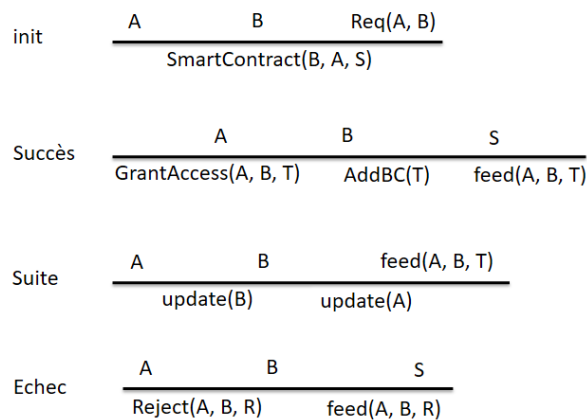 A B Req(A, B)
init
SmartContract(B, A, S)
A B S
Succès
GrantAccess(A, B, T) AddBC(T) feed(A, B, T)
A B feed(A, B, T)
Suite
update(B) update(A)
A B S
Echec
Reject(A, B, R) feed(A, B, R)